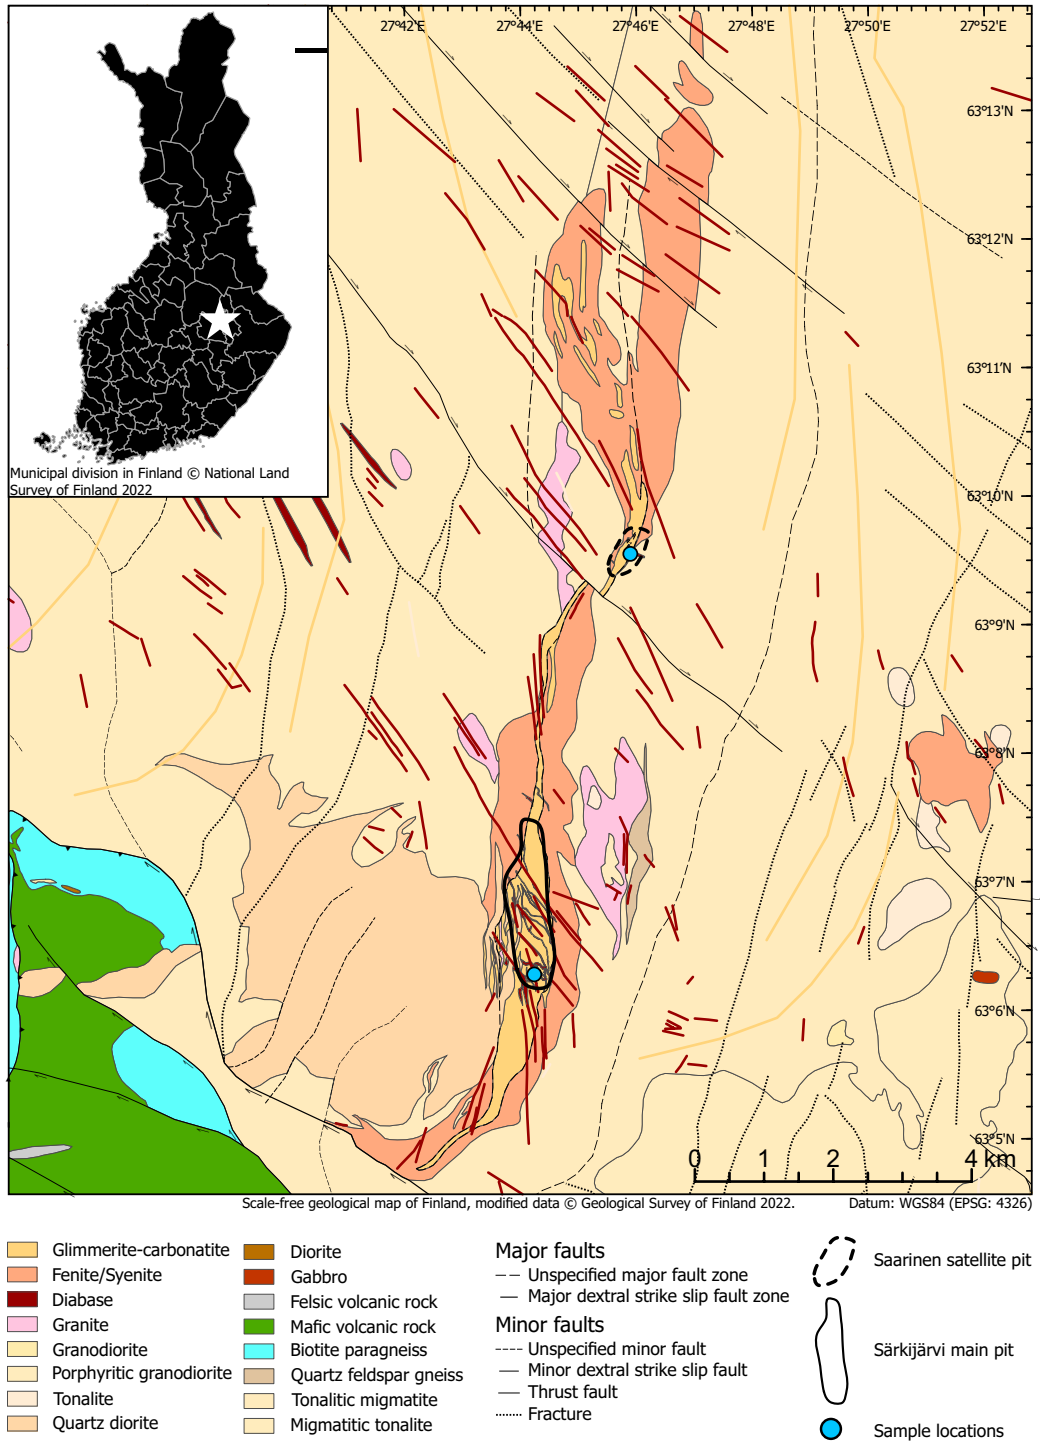 27°42'E
27°44'E
27°46'E
27°48'E
27°50'E
27°52'E
63°13'N
63°12'N
63°11'N
63°10'N
63°9'N
63°8'N
63°7'N
63°6'N
63°5'N
Municipal division in Finland © National Land
Survey of Finland 2022
0 1 2 4 km
Scale-free geological map of Finland, modified data © Geological Survey of Finland 2022.
Datum: WGS84 (EPSG: 4326)
Glimmerite-carbonatite
Fenite/Syenite
Diabase
Granite
Granodiorite
Porphyritic granodiorite
Tonalite
Quartz diorite
Diorite
Gabbro
Felsic volcanic rock
Mafic volcanic rock
Biotite paragneiss
Quartz feldspar gneiss
Tonalitic migmatite
Migmatitic tonalite
Major faults
Unspecified major fault zone
Major dextral strike slip fault zone
Minor faults
Unspecified minor fault
Minor dextral strike slip fault
Thrust fault
Fracture
Saarinen satellite pit
Särkijärvi main pit
Sample locations